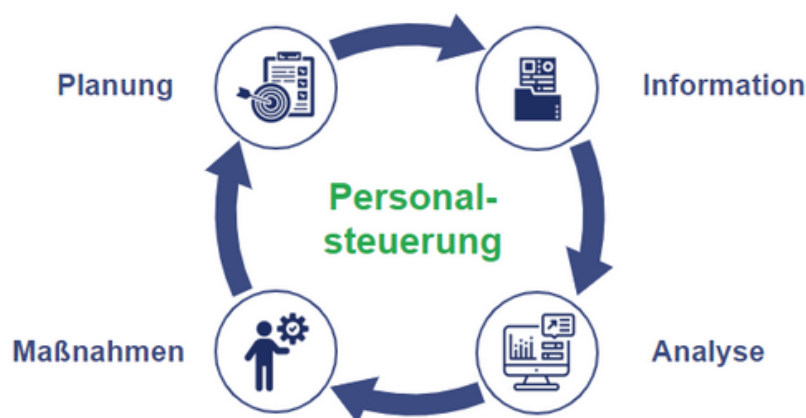 Planung
Information
Personal-
steuerung
Maßnahmen
Analyse